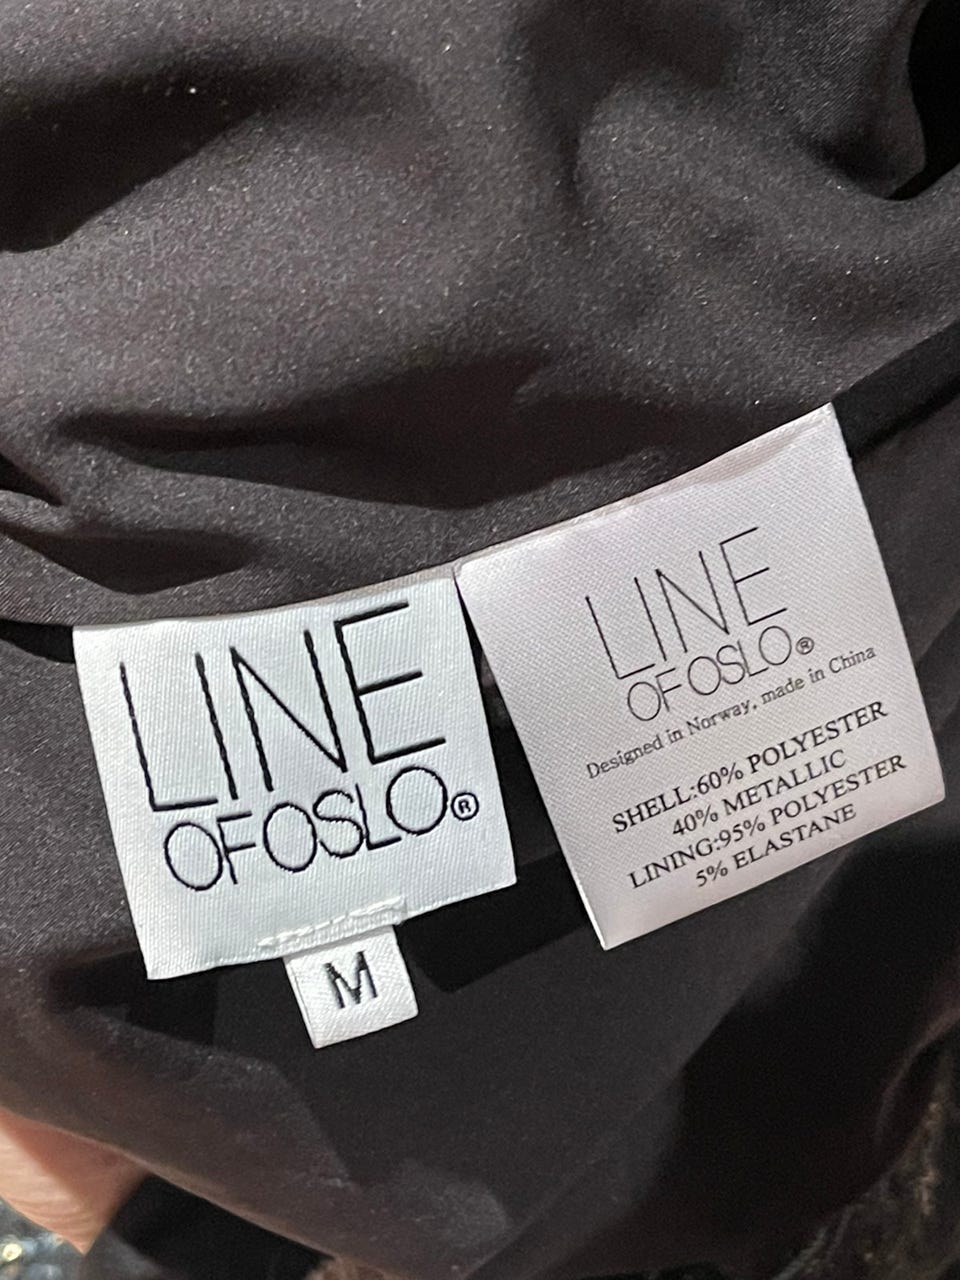 LINE
OFOSLO®
M
LINE
OFOSLO®
Designed in Norway, made in China
SHELL:60% POLYESTER
40% METALLIC
LINING:95% POLYESTER
5% ELASTANE